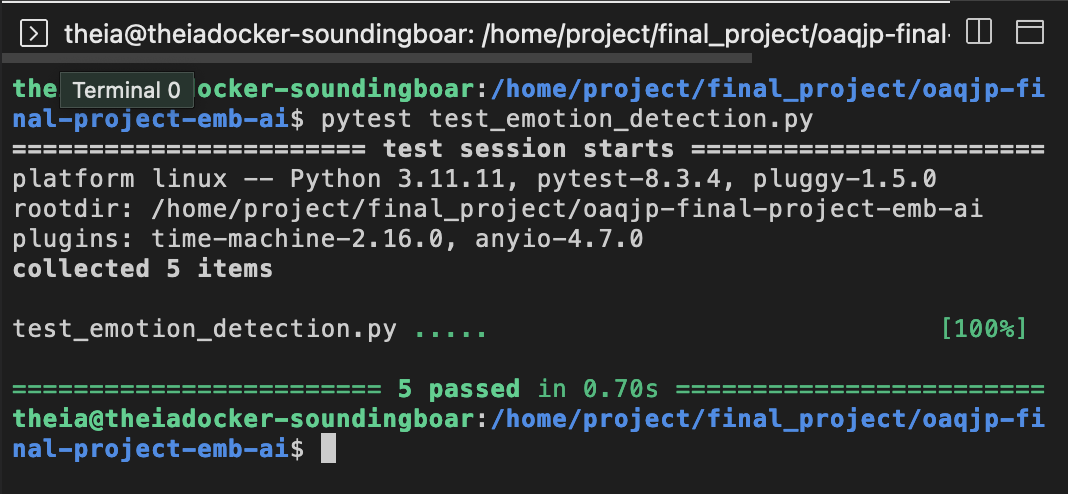 theia@theiadocker-soundingboar: /home/project/final_project/oaqjp-final-
the Terminal 0 ocker-soundingboar:/home/project/final_project/oaqjp-fi
nal-project-emb-ai$ pytest test_emotion_detection.py
======================= test session starts =======================
platform linux -- Python 3.11.11, pytest-8.3.4, pluggy-1.5.0
rootdir: /home/project/final_project/oaqjp-final-project-emb-ai
plugins: time-machine-2.16.0, anyio-4.7.0
collected 5 items
test_emotion_detection.py ..... [100%]
======================== 5 passed in 0.70s ========================
theia@theiadocker-soundingboar:/home/project/final_project/oaqjp-fi
nal-project-emb-ai$